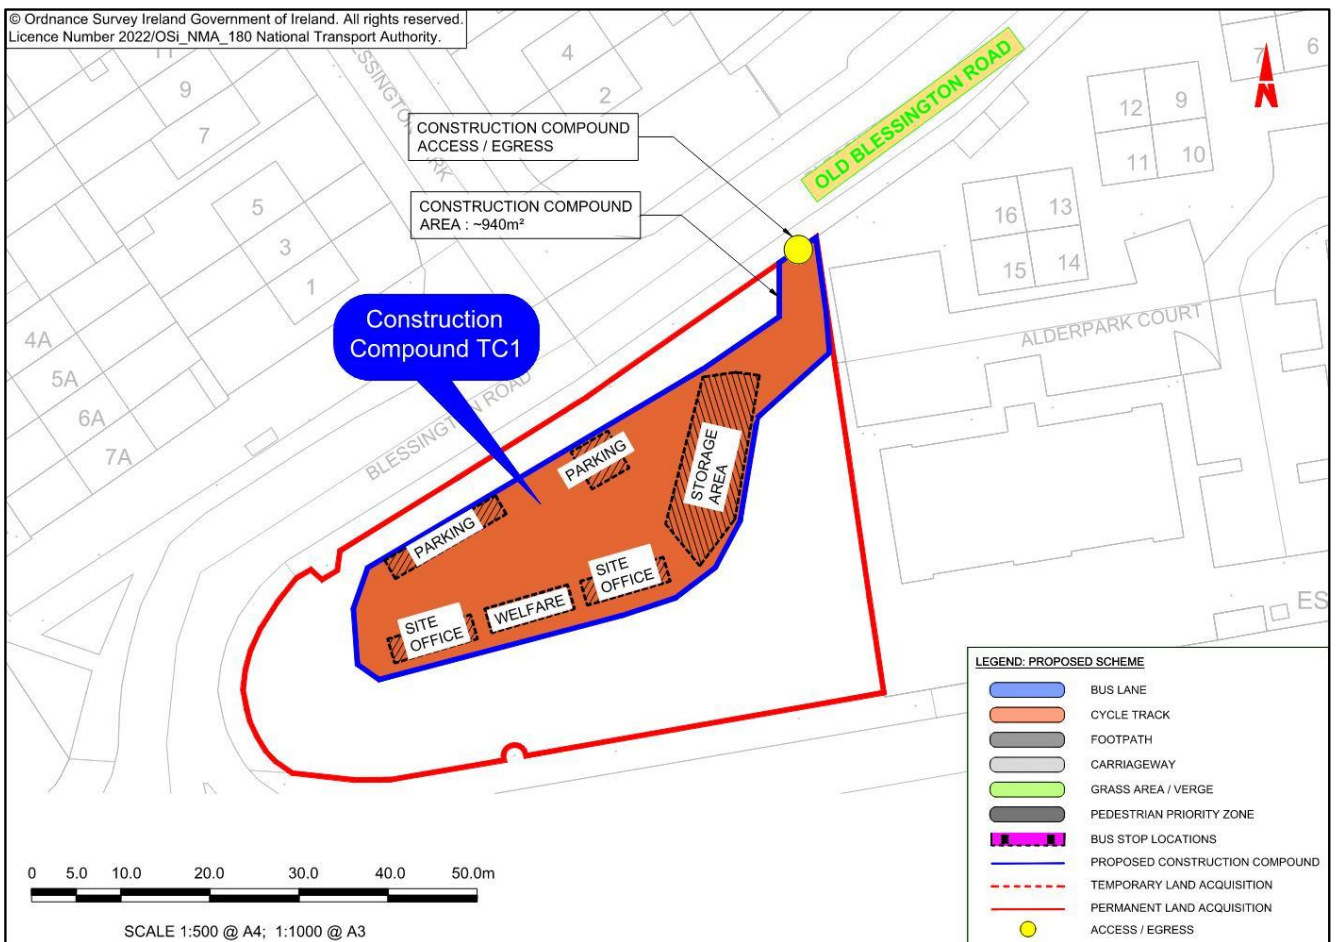 © Ordnance Survey Ireland Government of Ireland. All rights reserved.
Licence Number 2022/OSi_NMA_180 National Transport Authority.
11
9
7
4
2
5
3
1
4A
5A
6A
7A
CONSTRUCTION COMPOUND
ACCESS / EGRESS
CONSTRUCTION COMPOUND
AREA : ~940m²
OLD BLESSINGTON ROAD
7
6
N
12
9
11
10
16
13
15
14
ALDERPARK COURT
Construction
Compound TC1
PARKING
PARKING
STORAGE
AREA
SITE
OFFICE
WELFARE
SITE
OFFICE
ES
LEGEND: PROPOSED SCHEME
BUS LANE
CYCLE TRACK
FOOTPATH
CARRIAGEWAY
GRASS AREA / VERGE
PEDESTRIAN PRIORITY ZONE
BUS STOP LOCATIONS
PROPOSED CONSTRUCTION COMPOUND
TEMPORARY LAND ACQUISITION
PERMANENT LAND ACQUISITION
ACCESS / EGRESS
0 5.0 10.0 20.0 30.0 40.0 50.0m
SCALE 1:500 @ A4; 1:1000 @ A3